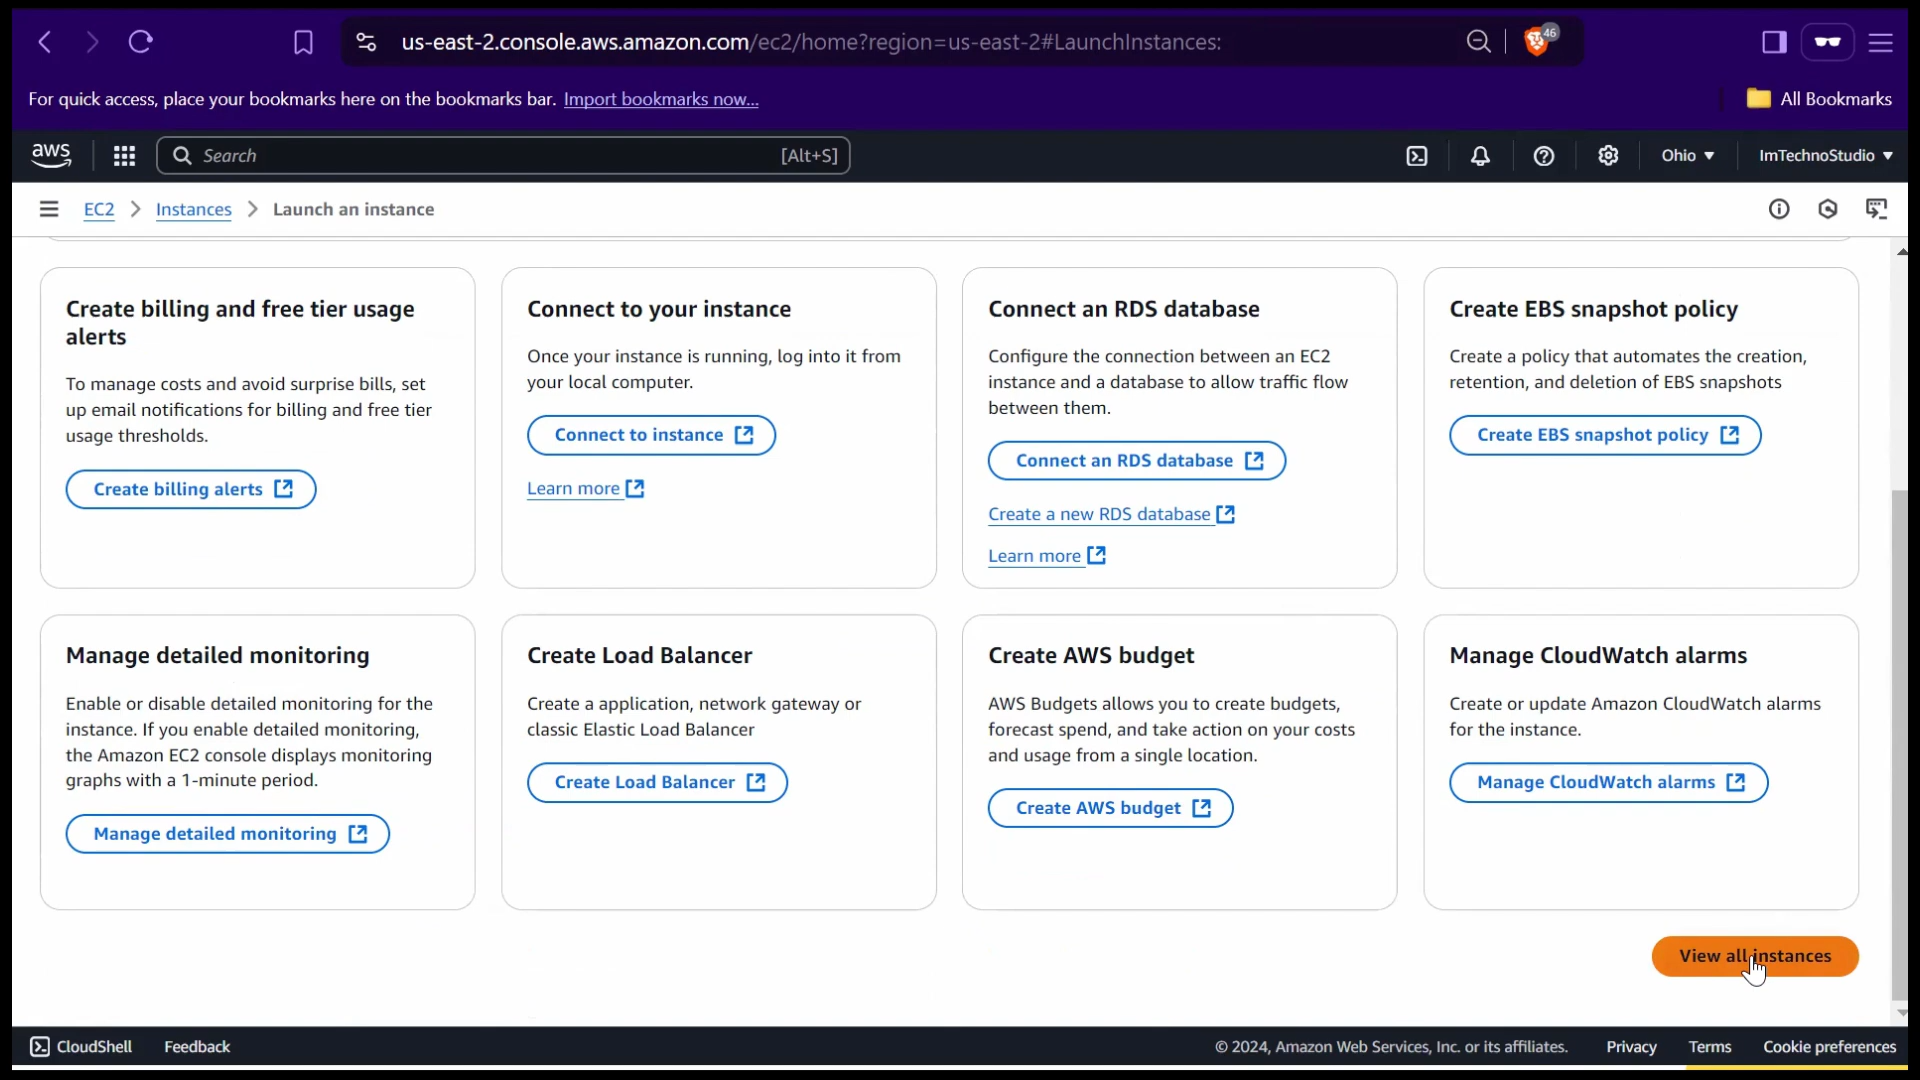 us-east-2.console.aws.amazon.com/ec2/home?region=us-east-2#LaunchInstances:
46
For quick access, place your bookmarks here on the bookmarks bar. Import bookmarks now...
All Bookmarks
aws
Search
[Alt+S]
Ohio
ImTechnoStudio
EC2
Instances
Launch an instance
Create billing and free tier usage
alerts
To manage costs and avoid surprise bills, set
up email notifications for billing and free tier
usage thresholds.
Create billing alerts
Connect to your instance
Once your instance is running, log into it from
your local computer.
Connect to instance
Learn more
Connect an RDS database
Configure the connection between an EC2
instance and a database to allow traffic flow
between them.
Connect an RDS database
Create a new RDS database
Learn more
Create EBS snapshot policy
Create a policy that automates the creation,
retention, and deletion of EBS snapshots
Create EBS snapshot policy
Manage detailed monitoring
Enable or disable detailed monitoring for the
instance. If you enable detailed monitoring,
the Amazon EC2 console displays monitoring
graphs with a 1-minute period.
Manage detailed monitoring
Create Load Balancer
Create a application, network gateway or
classic Elastic Load Balancer
Create Load Balancer
Create AWS budget
AWS Budgets allows you to create budgets,
forecast spend, and take action on your costs
and usage from a single location.
Create AWS budget
Manage CloudWatch alarms
Create or update Amazon CloudWatch alarms
for the instance.
Manage CloudWatch alarms
View all instances
CloudShell
Feedback
© 2024, Amazon Web Services, Inc. or its affiliates.
Privacy
Terms
Cookie preferences